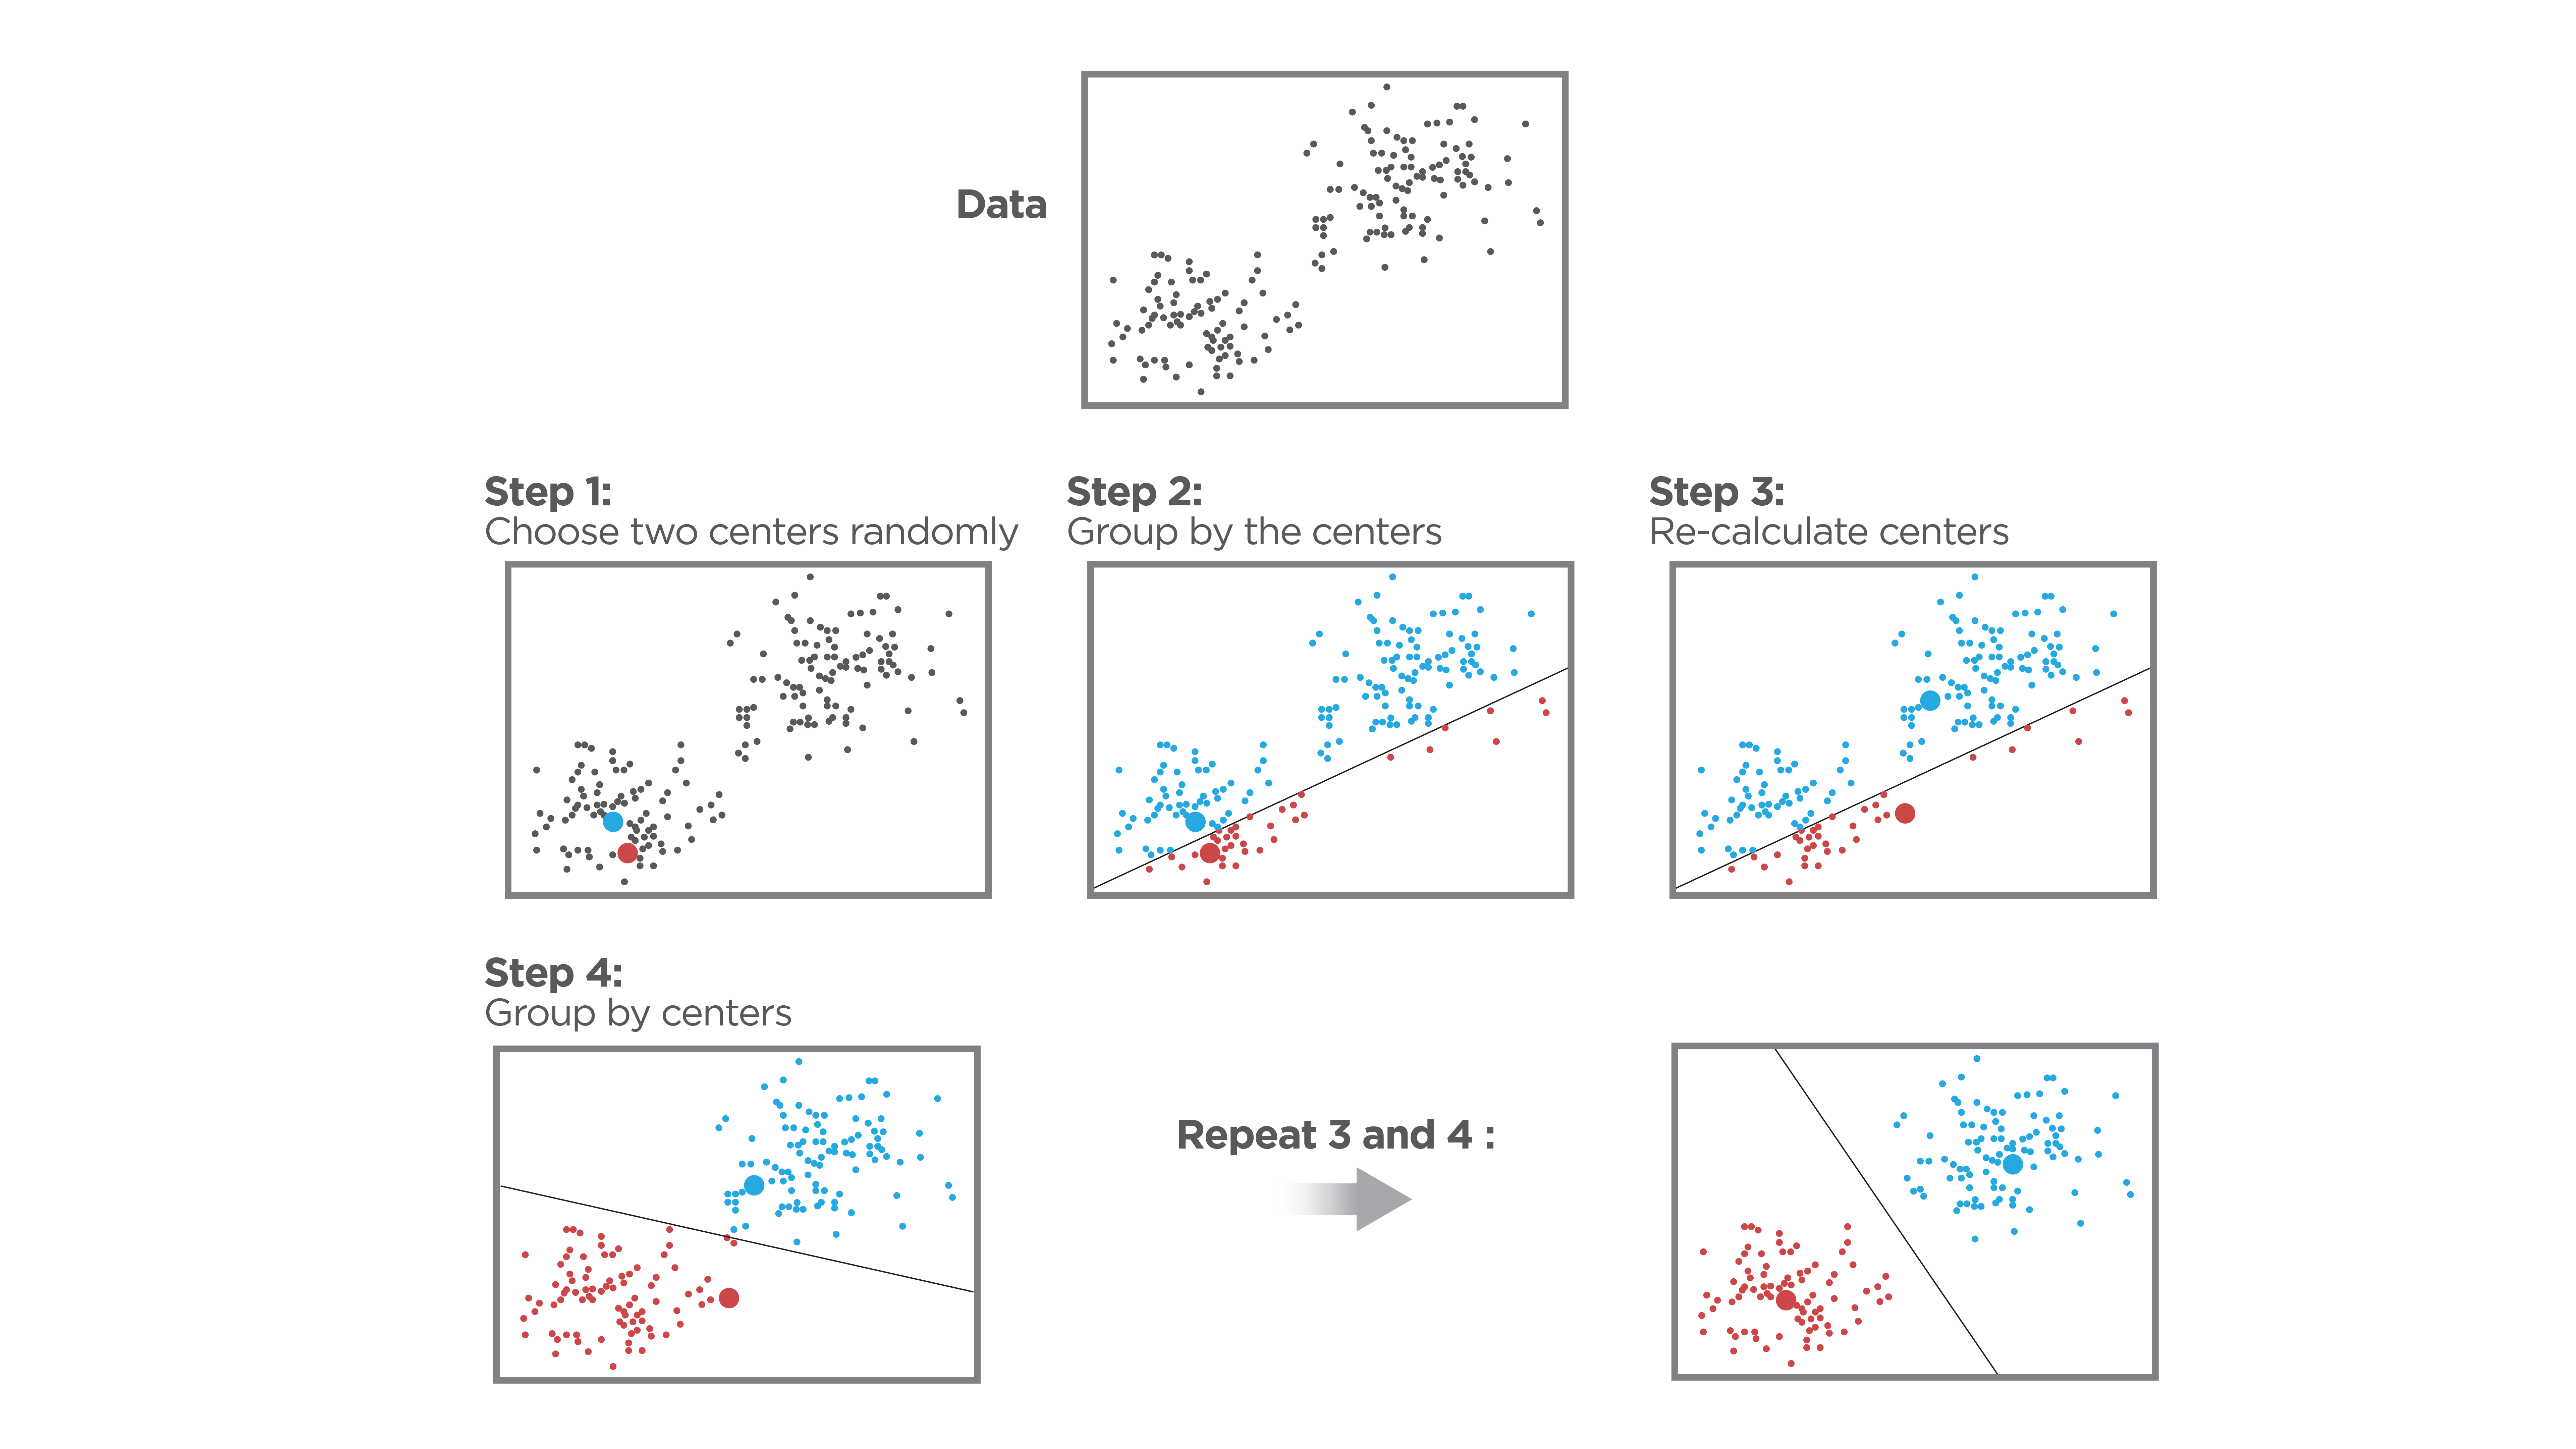 Data
Step 1:
Choose two centers randomly
Step 2:
Group by the centers
Step 3:
Re-calculate centers
Step 4:
Group by centers
Repeat 3 and 4 :